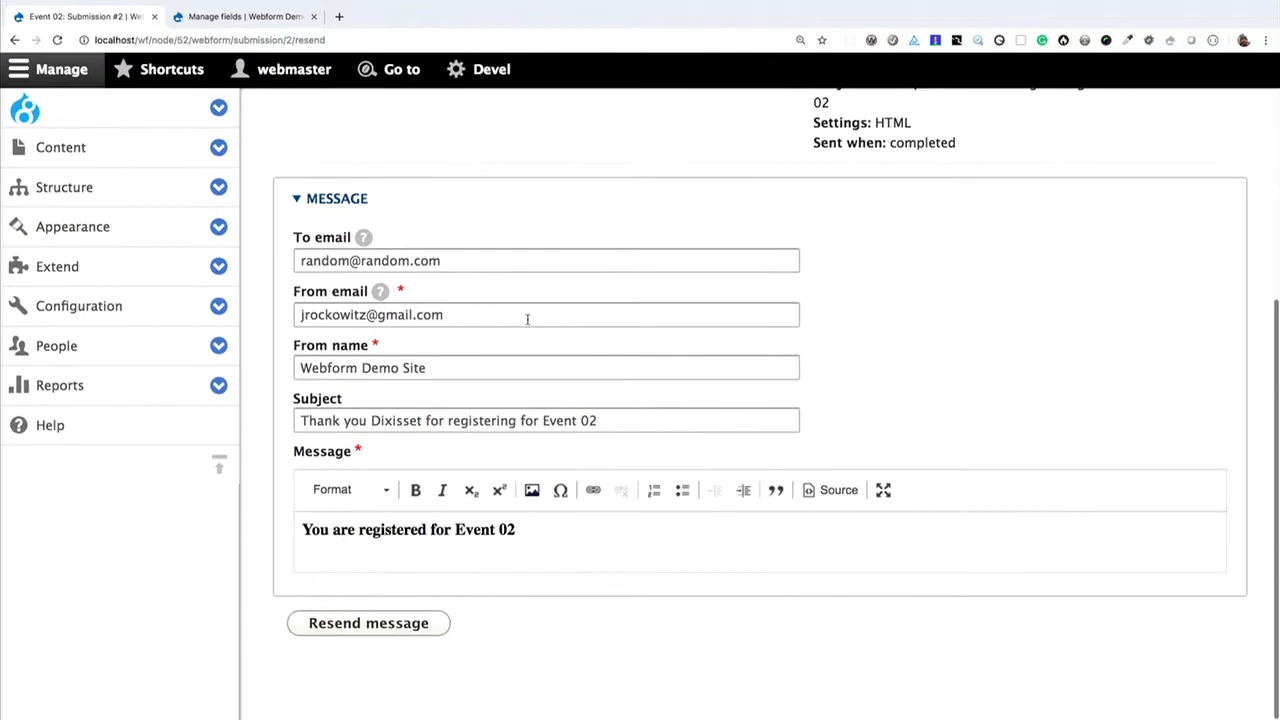 Event 02: Submission #2 | We
Manage fields | Webform Dem
localhost/wf/node/52/webform/submission/2/resend
Manage
Shortcuts
webmaster
Go to
Devel
Content
Structure
Appearance
Extend
Configuration
People
Reports
Help
02
Settings: HTML
Sent when: completed
MESSAGE
To email ?
random@random.com
From email ? *
jrockowitz@gmail.com
From name *
Webform Demo Site
Subject
Thank you Dixisset for registering for Event 02
Message *
Format B I x₂ x² Ω Source
You are registered for Event 02
Resend message